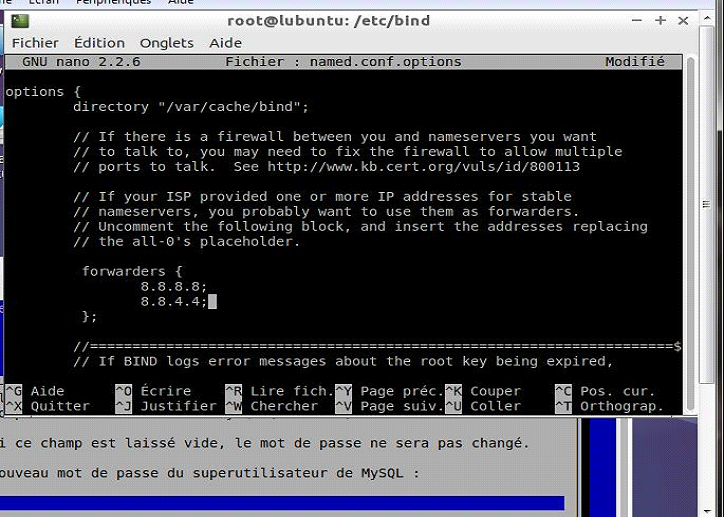 Écran Périphériques Aide
root@lubuntu: /etc/bind
Fichier Édition Onglets Aide
GNU nano 2.2.6 Fichier : named.conf.options Modifié
options {
directory "/var/cache/bind";
// If there is a firewall between you and nameservers you want
// to talk to, you may need to fix the firewall to allow multiple
// ports to talk. See http://www.kb.cert.org/vuls/id/800113
// If your ISP provided one or more IP addresses for stable
// nameservers, you probably want to use them as forwarders.
// Uncomment the following block, and insert the addresses replacing
// the all-0's placeholder.
forwarders {
8.8.8.8;
8.8.4.4;
};
//=====================================================================$
// If BIND logs error messages about the root key being expired,
^G Aide ^O Écrire ^R Lire fich. ^Y Page préc. ^K Couper ^C Pos. cur.
^X Quitter ^J Justifier ^W Chercher ^V Page suiv. ^U Coller ^T Orthograp.
i ce champ est laissé vide, le mot de passe ne sera pas changé.
ouveau mot de passe du superutilisateur de MySQL :